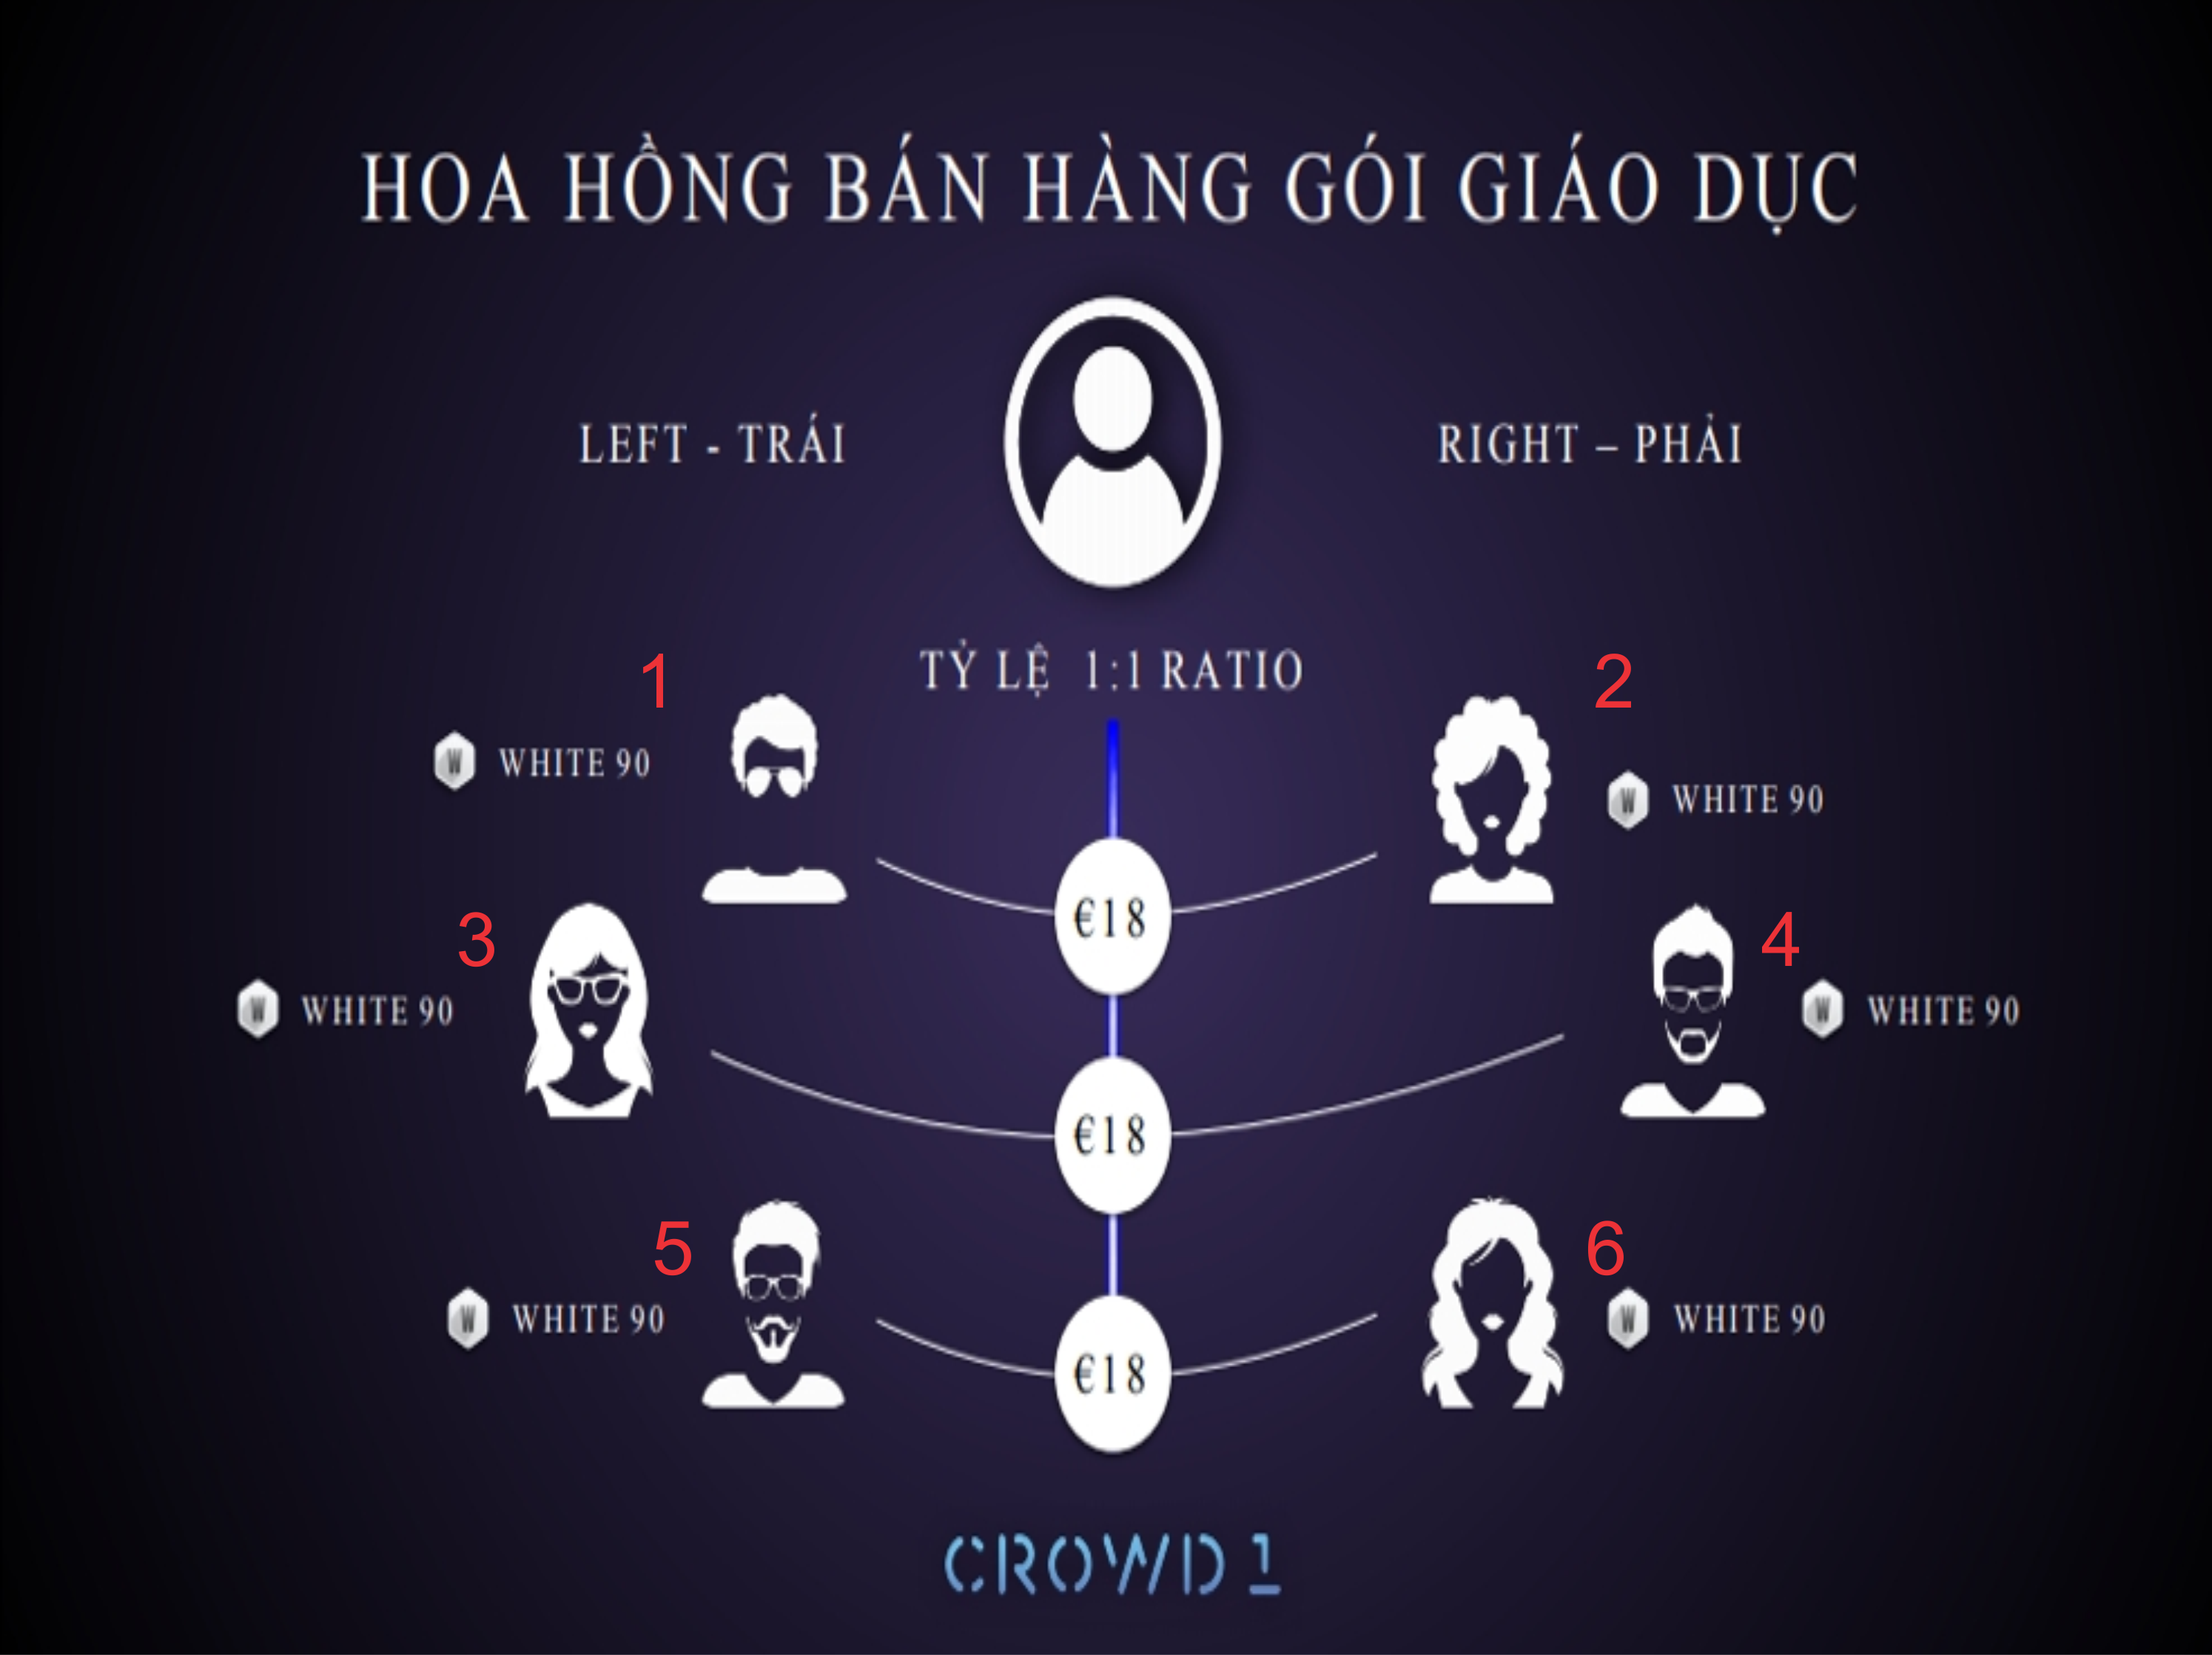 HOA HỒNG BÁN HÀNG GÓI GIÁO DỤC
LEFT - TRÁI
RIGHT – PHẢI
TỶ LỆ 1:1 RATIO
1
2
W WHITE 90
W WHITE 90
€18
3
4
W WHITE 90
W WHITE 90
€18
5
6
W WHITE 90
W WHITE 90
€18
CROWD 1